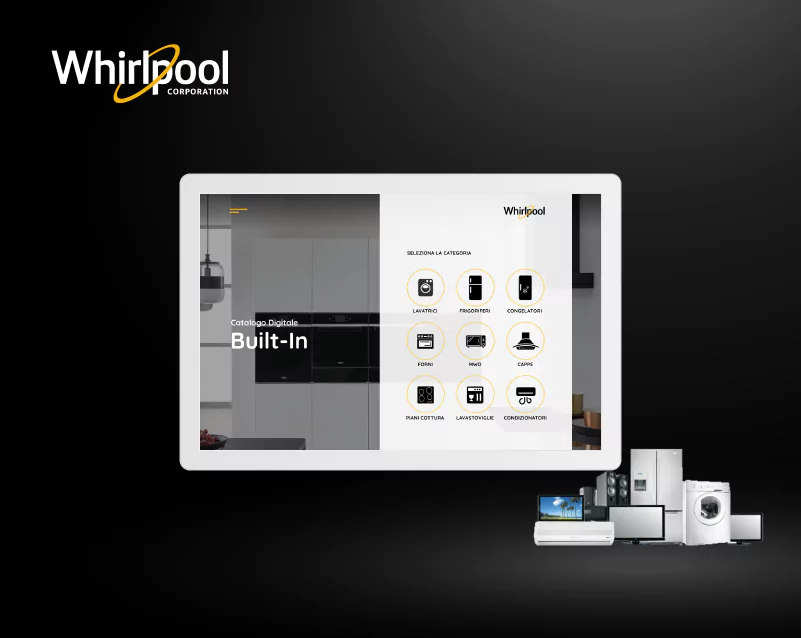 Whirlpool
CORPORATION
Whirlpool
SELEZIONA LA CATEGORIA
LAVATRICI FRIGORIFERI CONGELATORI
Catalogo Digitale
Built-In
FORNI MWO CAPPE
PIANI COTTURA LAVASTOVIGLIE CONDIZIONATORI